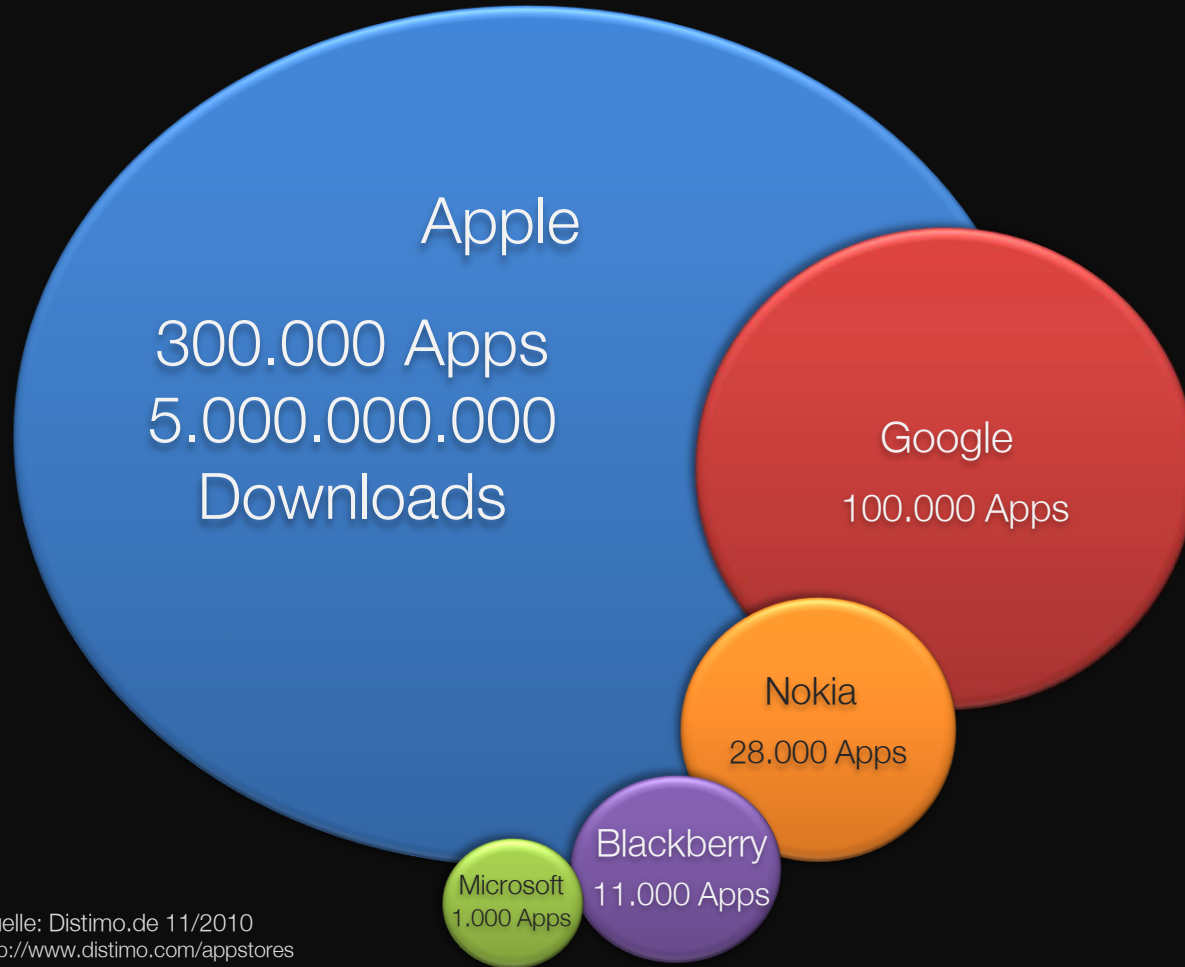 Apple
300.000 Apps
5.000.000.000
Downloads
Google
100.000 Apps
Nokia
28.000 Apps
Blackberry
11.000 Apps
Microsoft
1.000 Apps
elle: Distimo.de 11/2010
p://www.distimo.com/appstores